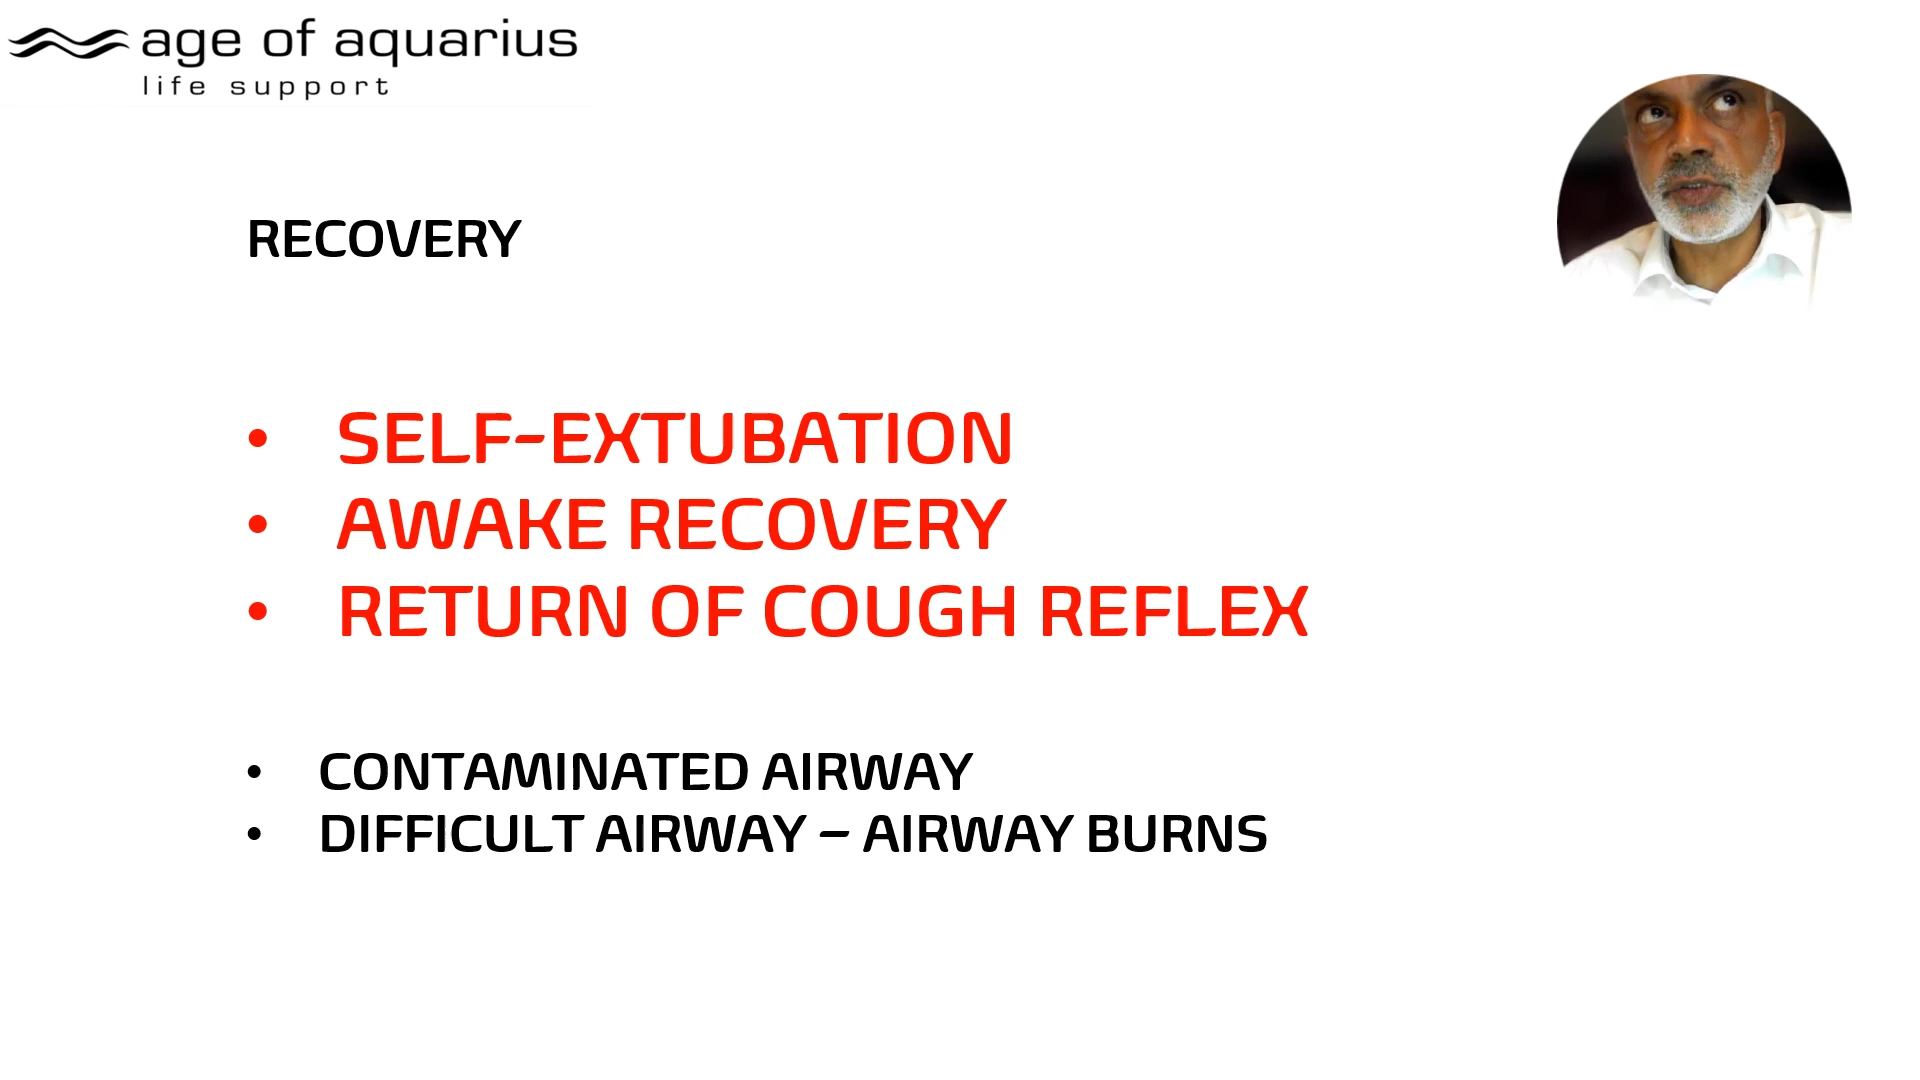 age of aquarius
life support
RECOVERY
• SELF-EXTUBATION
• AWAKE RECOVERY
• RETURN OF COUGH REFLEX
• CONTAMINATED AIRWAY
• DIFFICULT AIRWAY – AIRWAY BURNS